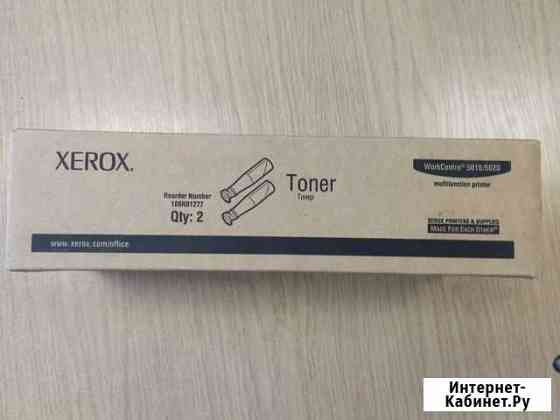 XEROX.
Reorder Number
106R01277
Qty: 2
Toner
Тонер
WorkCentre® 5016/5020
multifunction printer
XEROX PRINTERS & SUPPLIES
MADE FOR EACH OTHER®
www.xerox.com/office
Интернет-
Кабинет.Ру